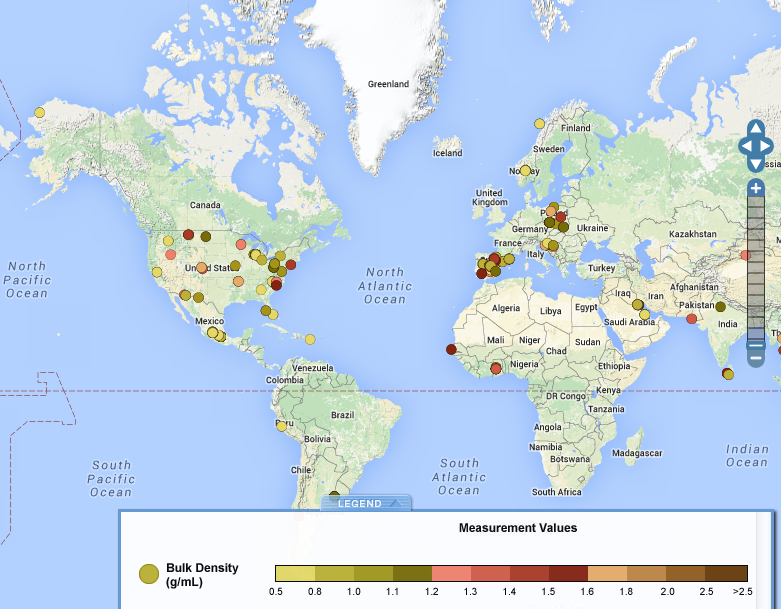 Greenland
Finland
Iceland
Sweden
Norway
ssia
United
Kingdom
Canada
Germany
Ukraine
Kazakhstan
France
Italy
M
North
Pacific
Ocean
United States
North
Atlantic
Ocean
Turkey
Iraq
Iran
Afghanistan
Pakistan
Algeria
Libya
Egypt
Saudi Arabia
India
Mexico
Mali
Niger
Chad
Sudan
Th
Nigeria
Ethiopia
Venezuela
Colombia
Kenya
DR Congo
Tanzania
Brazil
Peru
Angola
Bolivia
Namibia
Botswana
Madagascar
South
Pacific
Ocean
Chile
South
Atlantic
Ocean
Indian
Ocean
South Africa
LEGEND
Measurement Values
Bulk Density
(g/mL)
0.5 0.8 1.0 1.1 1.2 1.3 1.4 1.5 1.6 1.8 2.0 2.5 >2.5